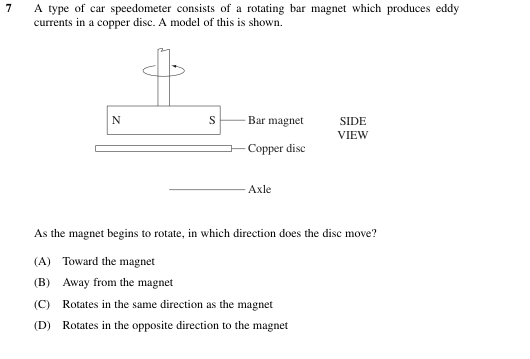 7 A type of car speedometer consists of a rotating bar magnet which produces eddy
currents in a copper disc. A model of this is shown.
N S Bar magnet SIDE
VIEW
Copper disc
Axle
As the magnet begins to rotate, in which direction does the disc move?
(A) Toward the magnet
(B) Away from the magnet
(C) Rotates in the same direction as the magnet
(D) Rotates in the opposite direction to the magnet